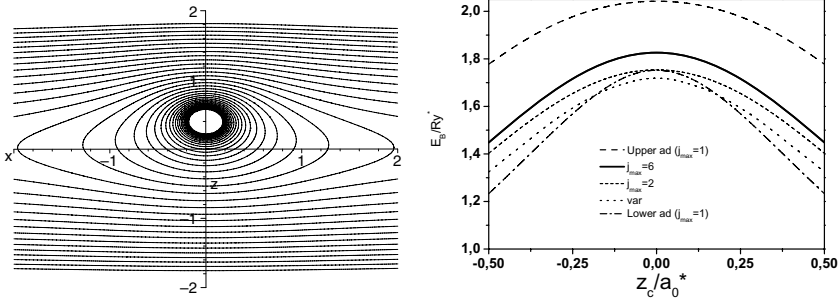 2
1
x
−1
1
2
z
−1
−2
2,0
1,8
1,6
1,4
1,2
1,0
E_B/Ry*
Upper ad (j_max=1)
j_max=6
j_max=2
var
Lower ad (j_max=1)
-0,50
-0,25
0,00
0,25
0,50
z_c/a_0*